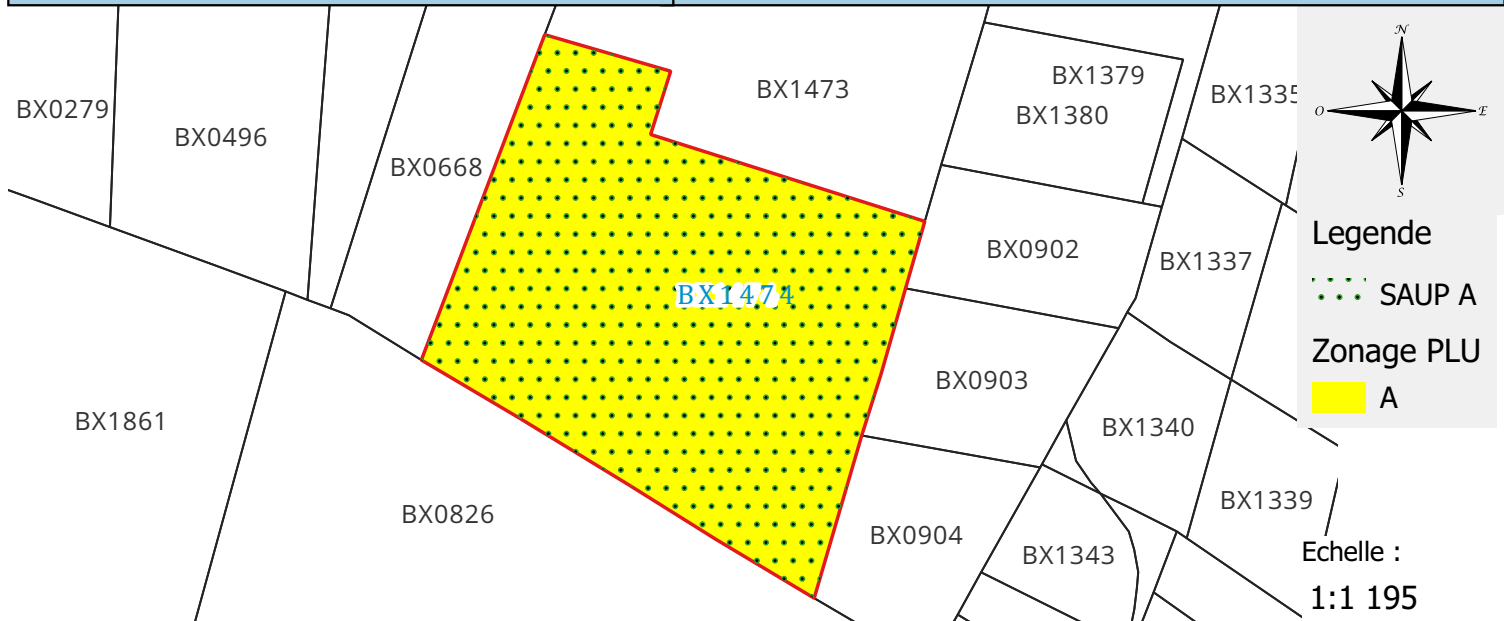 BX0279
BX0496
BX0668
BX1473
BX1379
BX1380
BX1335
BX0902
BX1337
BX1474
BX0903
BX1861
BX1340
BX0826
BX0904
BX1343
BX1339
N
O
E
S
Legende
SAUP A
Zonage PLU
A
Echelle :
1:1 195